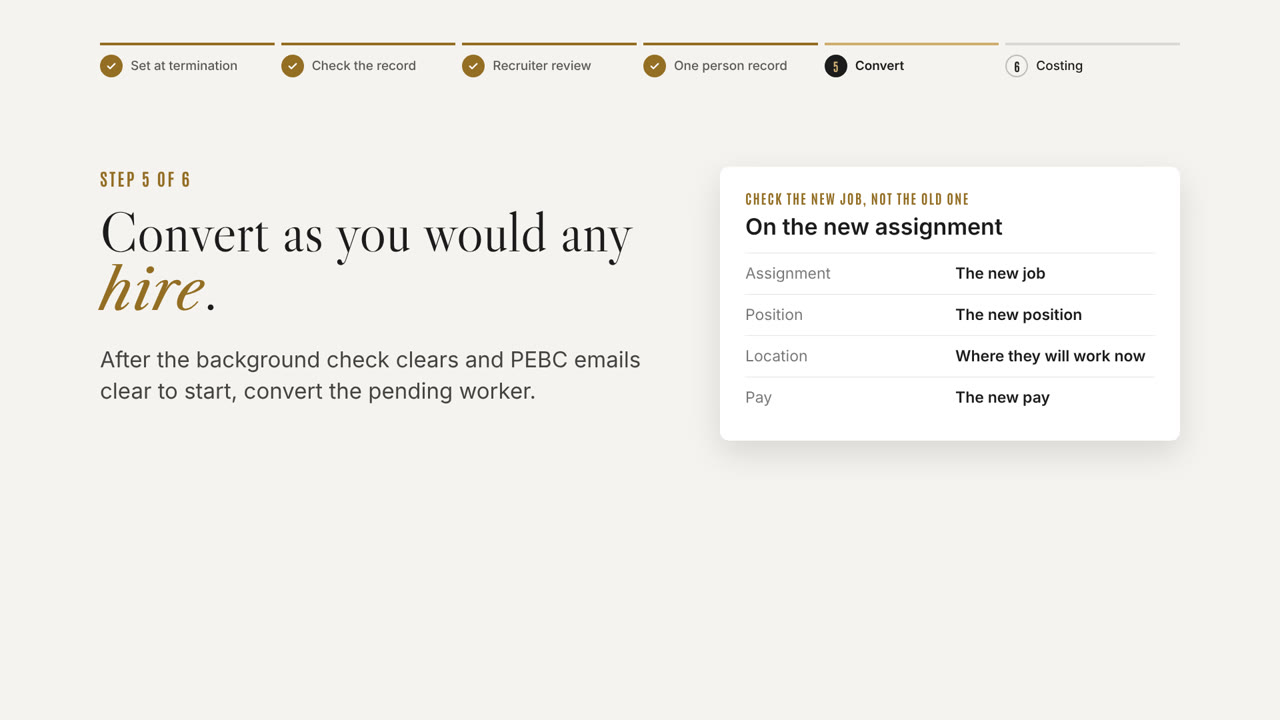 Set at termination
Check the record
Recruiter review
One person record
5 Convert
6 Costing
STEP 5 OF 6
Convert as you would any
hire.
After the background check clears and PEBC emails
clear to start, convert the pending worker.
CHECK THE NEW JOB, NOT THE OLD ONE
On the new assignment
Assignment The new job
Position The new position
Location Where they will work now
Pay The new pay